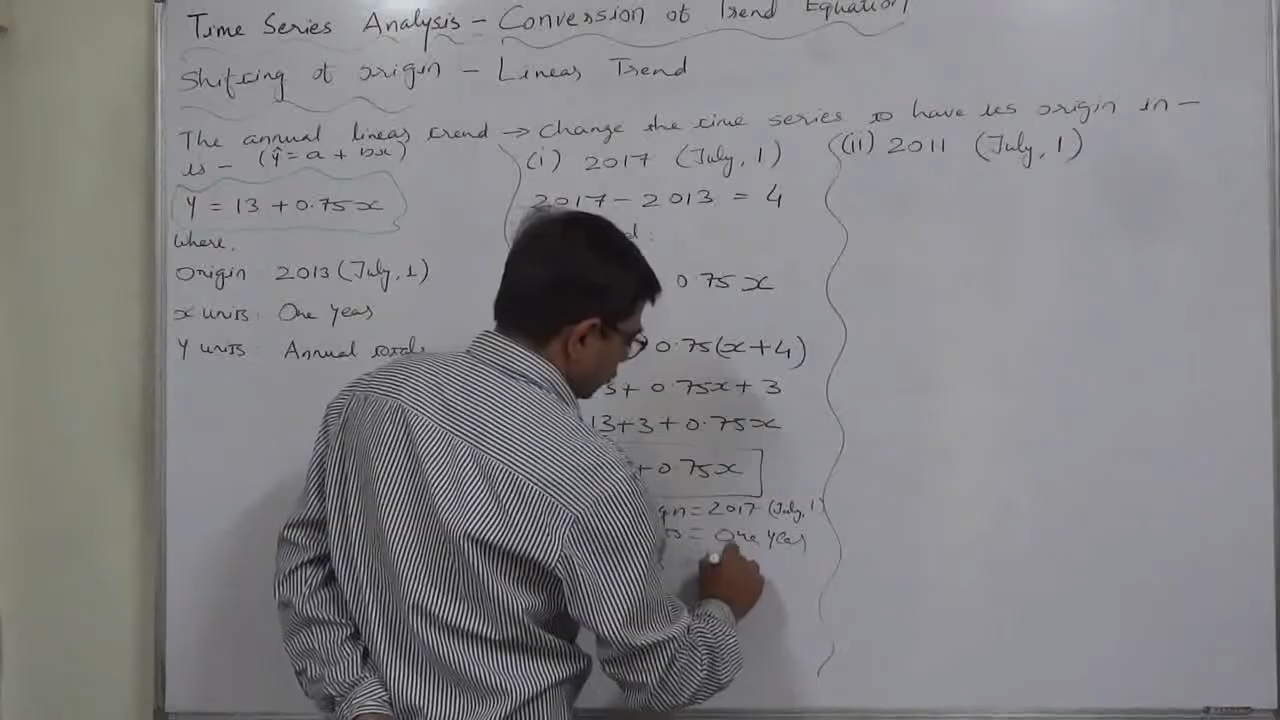 Time Series Analysis - Conversion of Trend Equation
Shifting of origin - Linear Trend
The annual linear trend → Change the time series to have its origin in -
is - (ŷ = a + bx)
Y = 13 + 0.75x
where,
Origin 2013 (July, 1)
x units: One year
Y units: Annual totals
(i) 2017 (July, 1)
2017 - 2013 = 4
0.75x
0.75(x+4)
3 + 0.75x + 3
13 + 3 + 0.75x
+ 0.75x
= 2017 (July, 1)
= One year
(ii) 2011 (July, 1)